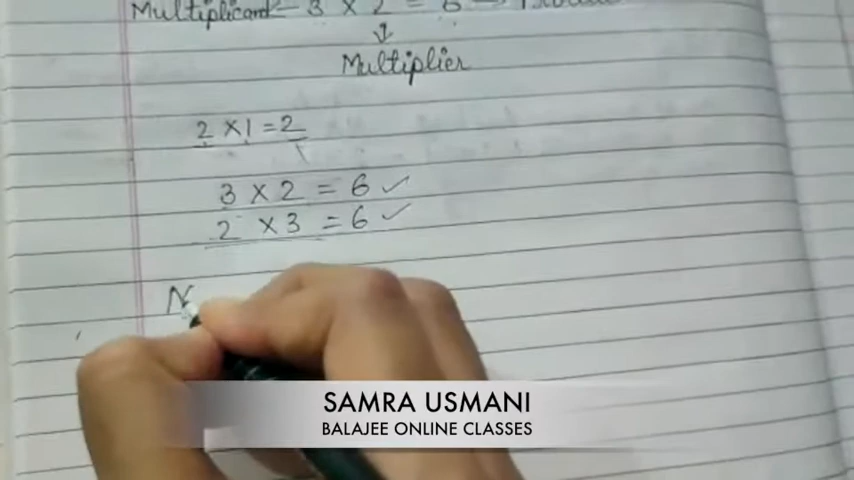 Multiplicand ← 3 × 2 = 6 →
↓
Multiplier
2 × 1 = 2
3 × 2 = 6 ✓
2 × 3 = 6 ✓
N
SAMRA USMANI
BALAJEE ONLINE CLASSES